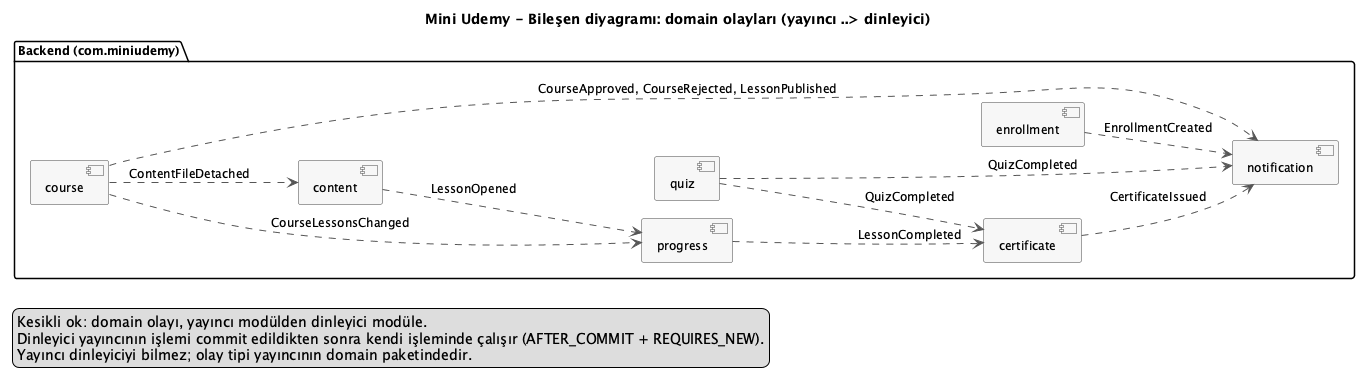 Mini Udemy – Bileşen diyagramı: domain olayları (yayıncı ..> dinleyici)
Backend (com.miniudemy)
CourseApproved, CourseRejected, LessonPublished
enrollment
EnrollmentCreated
course
ContentFileDetached
content
LessonOpened
quiz
QuizCompleted
notification
QuizCompleted
CertificateIssued
CourseLessonsChanged
progress
LessonCompleted
certificate
Kesikli ok: domain olayı, yayıncı modülden dinleyici modüle.
Dinleyici yayıncının işlemi commit edildikten sonra kendi işleminde çalışır (AFTER_COMMIT + REQUIRES_NEW).
Yayıncı dinleyiciyi bilmez; olay tipi yayıncının domain paketindedir.